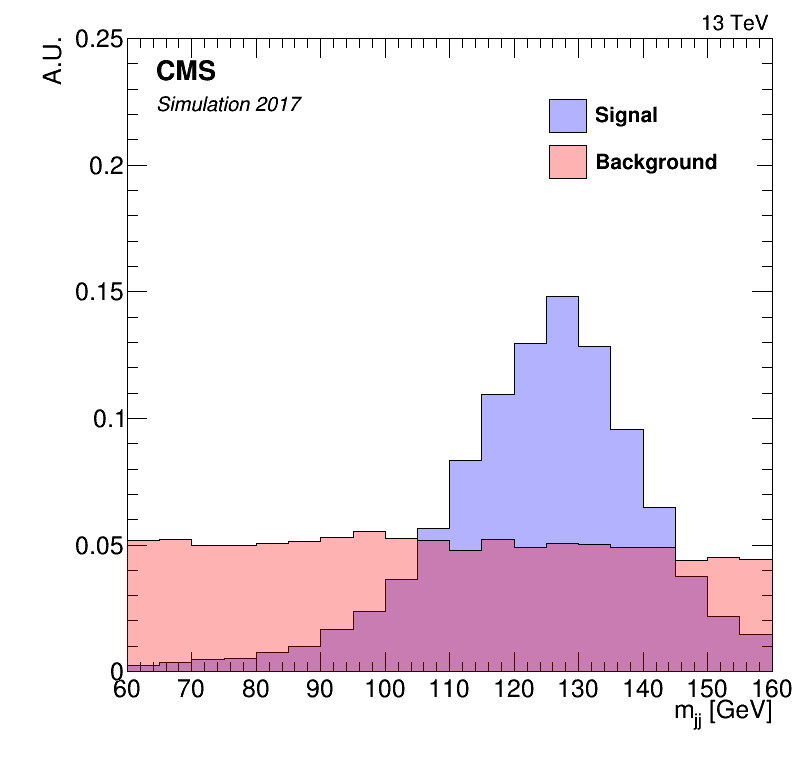 13 TeV
A.U.
CMS
Simulation 2017
Signal
Background
0.25
0.2
0.15
0.1
0.05
0
60 70 80 90 100 110 120 130 140 150 160
m_jj [GeV]